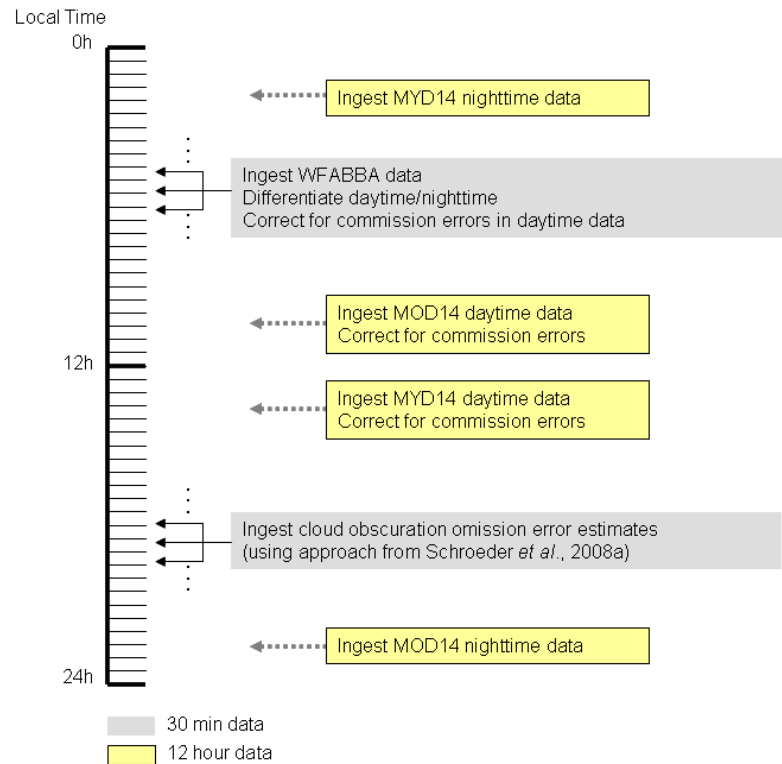 Local Time
0h
Ingest MYD14 nighttime data
Ingest WFABBA data
Differentiate daytime/nighttime
Correct for commission errors in daytime data
Ingest MOD14 daytime data
Correct for commission errors
12h
Ingest MYD14 daytime data
Correct for commission errors
Ingest cloud obscuration omission error estimates
(using approach from Schroeder et al., 2008a)
Ingest MOD14 nighttime data
24h
30 min data
12 hour data